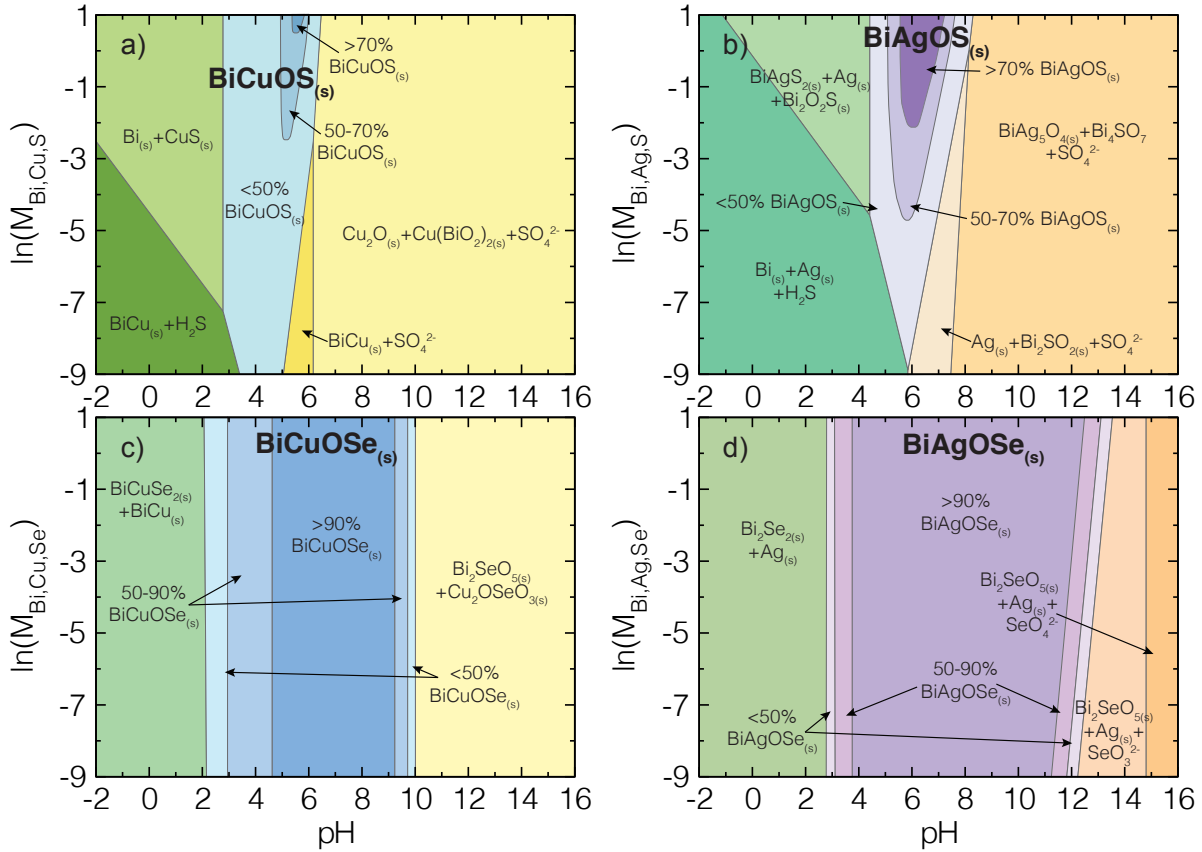 a)
BiCuOS(s)
>70%
BiCuOS(s)
50-70%
BiCuOS(s)
Bi(s)+CuS(s)
<50%
BiCuOS(s)
Cu₂O(s)+Cu(BiO₂)₂(s)+SO₄²⁻
BiCu(s)+H₂S
BiCu(s)+SO₄²⁻
ln(M Bi,Cu,S)
1
-1
-3
-5
-7
-9
-2 0 2 4 6 8 10 12 14 16
b)
BiAgOS(s)
BiAgS₂(s)+Ag(s)
+Bi₂O₂S(s)
>70% BiAgOS(s)
BiAg₅O₄(s)+Bi₄SO₇
+SO₄²⁻
<50% BiAgOS(s)
50-70% BiAgOS(s)
Bi(s)+Ag(s)
+H₂S
Ag(s)+Bi₂SO₂(s)+SO₄²⁻
ln(M Bi,Ag,S)
1
-1
-3
-5
-7
-9
-2 0 2 4 6 8 10 12 14 16
c)
BiCuOSe(s)
BiCuSe₂(s)
+BiCu(s)
>90%
BiCuOSe(s)
50-90%
BiCuOSe(s)
Bi₂SeO₅(s)
+Cu₂OSeO₃(s)
<50%
BiCuOSe(s)
ln(M Bi,Cu,Se)
1
-1
-3
-5
-7
-9
-2 0 2 4 6 8 10 12 14 16
pH
d)
BiAgOSe(s)
Bi₂Se₂(s)
+Ag(s)
>90%
BiAgOSe(s)
Bi₂SeO₅(s)
+Ag(s)+
SeO₄²⁻
50-90%
BiAgOSe(s)
<50%
BiAgOSe(s)
Bi₂SeO₅(s)
+Ag(s)+
SeO₃²⁻
ln(M Bi,Ag,Se)
1
-1
-3
-5
-7
-9
-2 0 2 4 6 8 10 12 14 16
pH